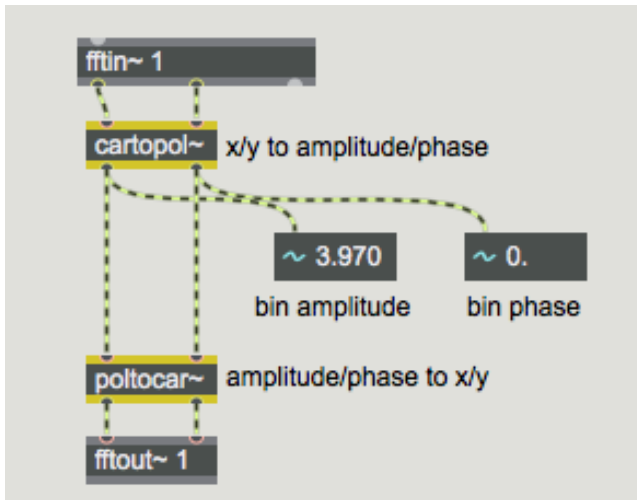 fftin~ 1
cartopol~
x/y to amplitude/phase
~ 3.970
~ 0.
bin amplitude
bin phase
poltocar~
amplitude/phase to x/y
fftout~ 1